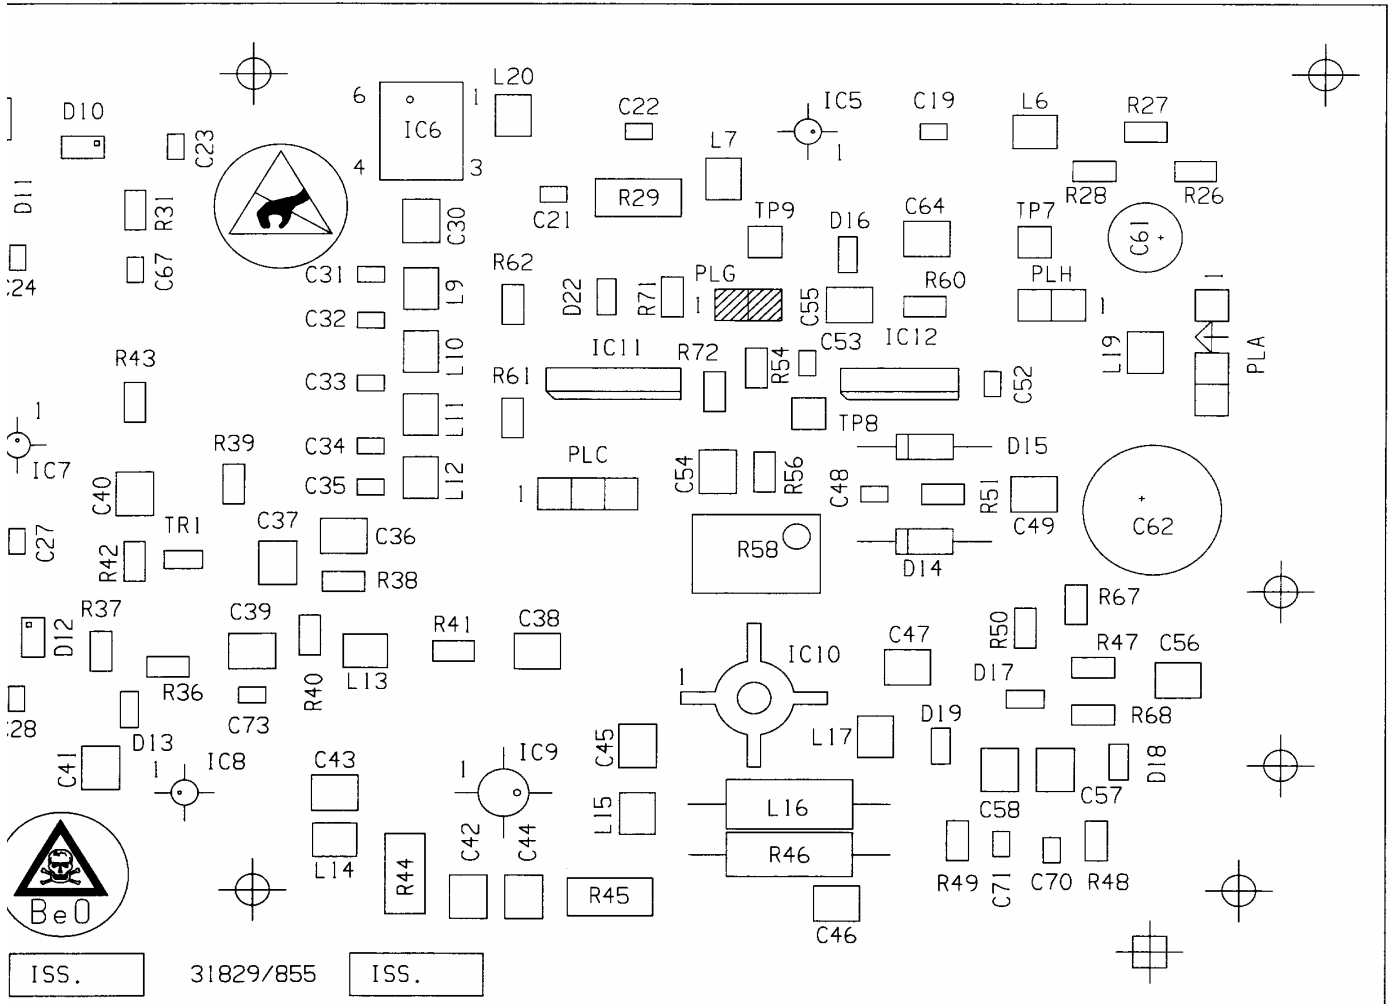 L20
6 1
D10 C22 IC5 C19 L6 R27
IC6
C23 L7
4 3 1
D11 R31 R29 R28 R26
C30 C21 TP9 D16 C64 TP7 C61
C67 C31 L9 R62 D22 R71 PLG C55 R60 PLH 1
1 1
C32 C53 IC12
L10 IC11 R72 R54 L19 PLA
R43 C33 R61 C52
1 L11 TP8
R39 C34 D15
IC7 PLC
C40 C35 L12 1 C54 R56 C48 R51 C49
TR1 C37 C36 C62
C27 R42 R58 D14
R38
R37 C39 R41 C38 R50 R67
D12 C47 R47 C56
IC10
R36 R40 L13 1 D17
C73 D19 R68
D13 L17
C41 1 IC8 C43 1 IC9 C45 D18
C58 C57
L15 L16
C42 C44
L14 R44 R46 R49 C71 C70 R48
BeO R45
C46
ISS. 31829/855 ISS.